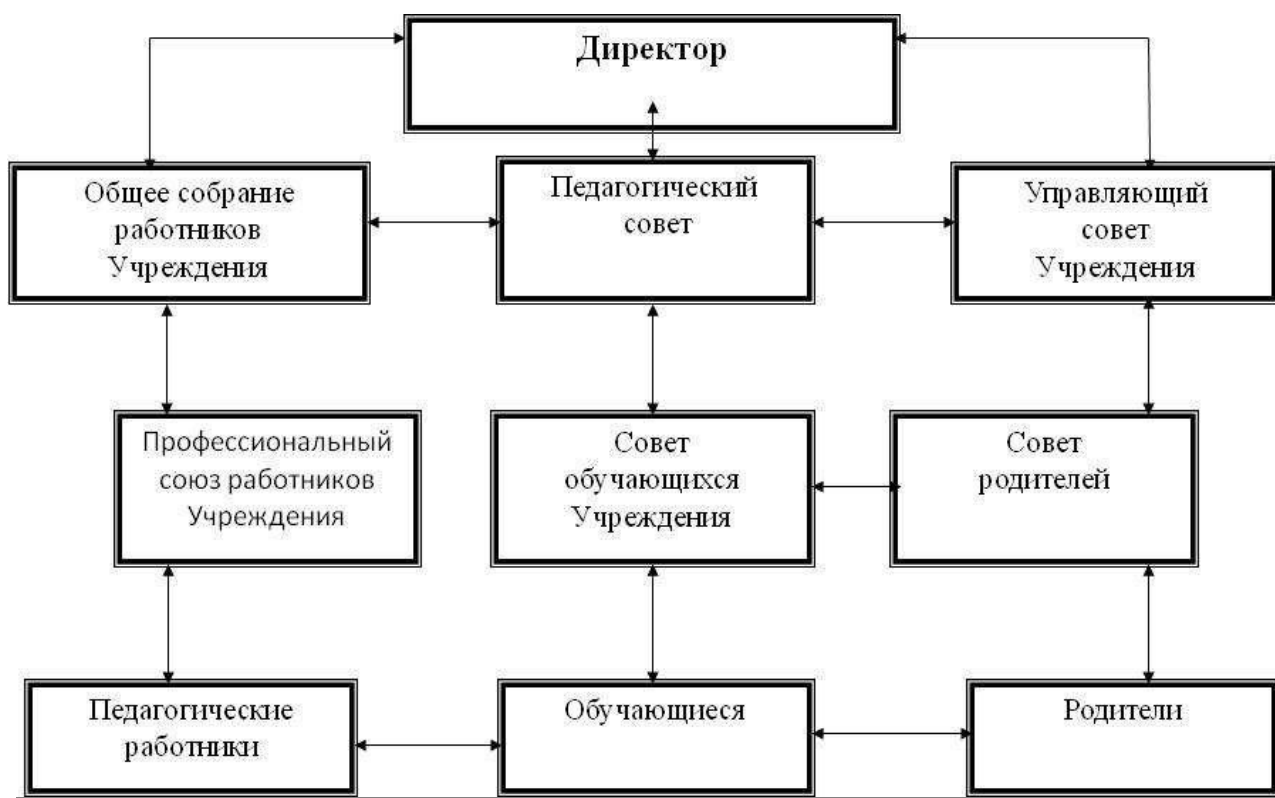 Директор
Общее собрание
работников
Учреждения
Педагогический
совет
Управляющий
совет
Учреждения
Профессиональный
союз работников
Учреждения
Совет
обучающихся
Учреждения
Совет
родителей
Педагогические
работники
Обучающиеся
Родители